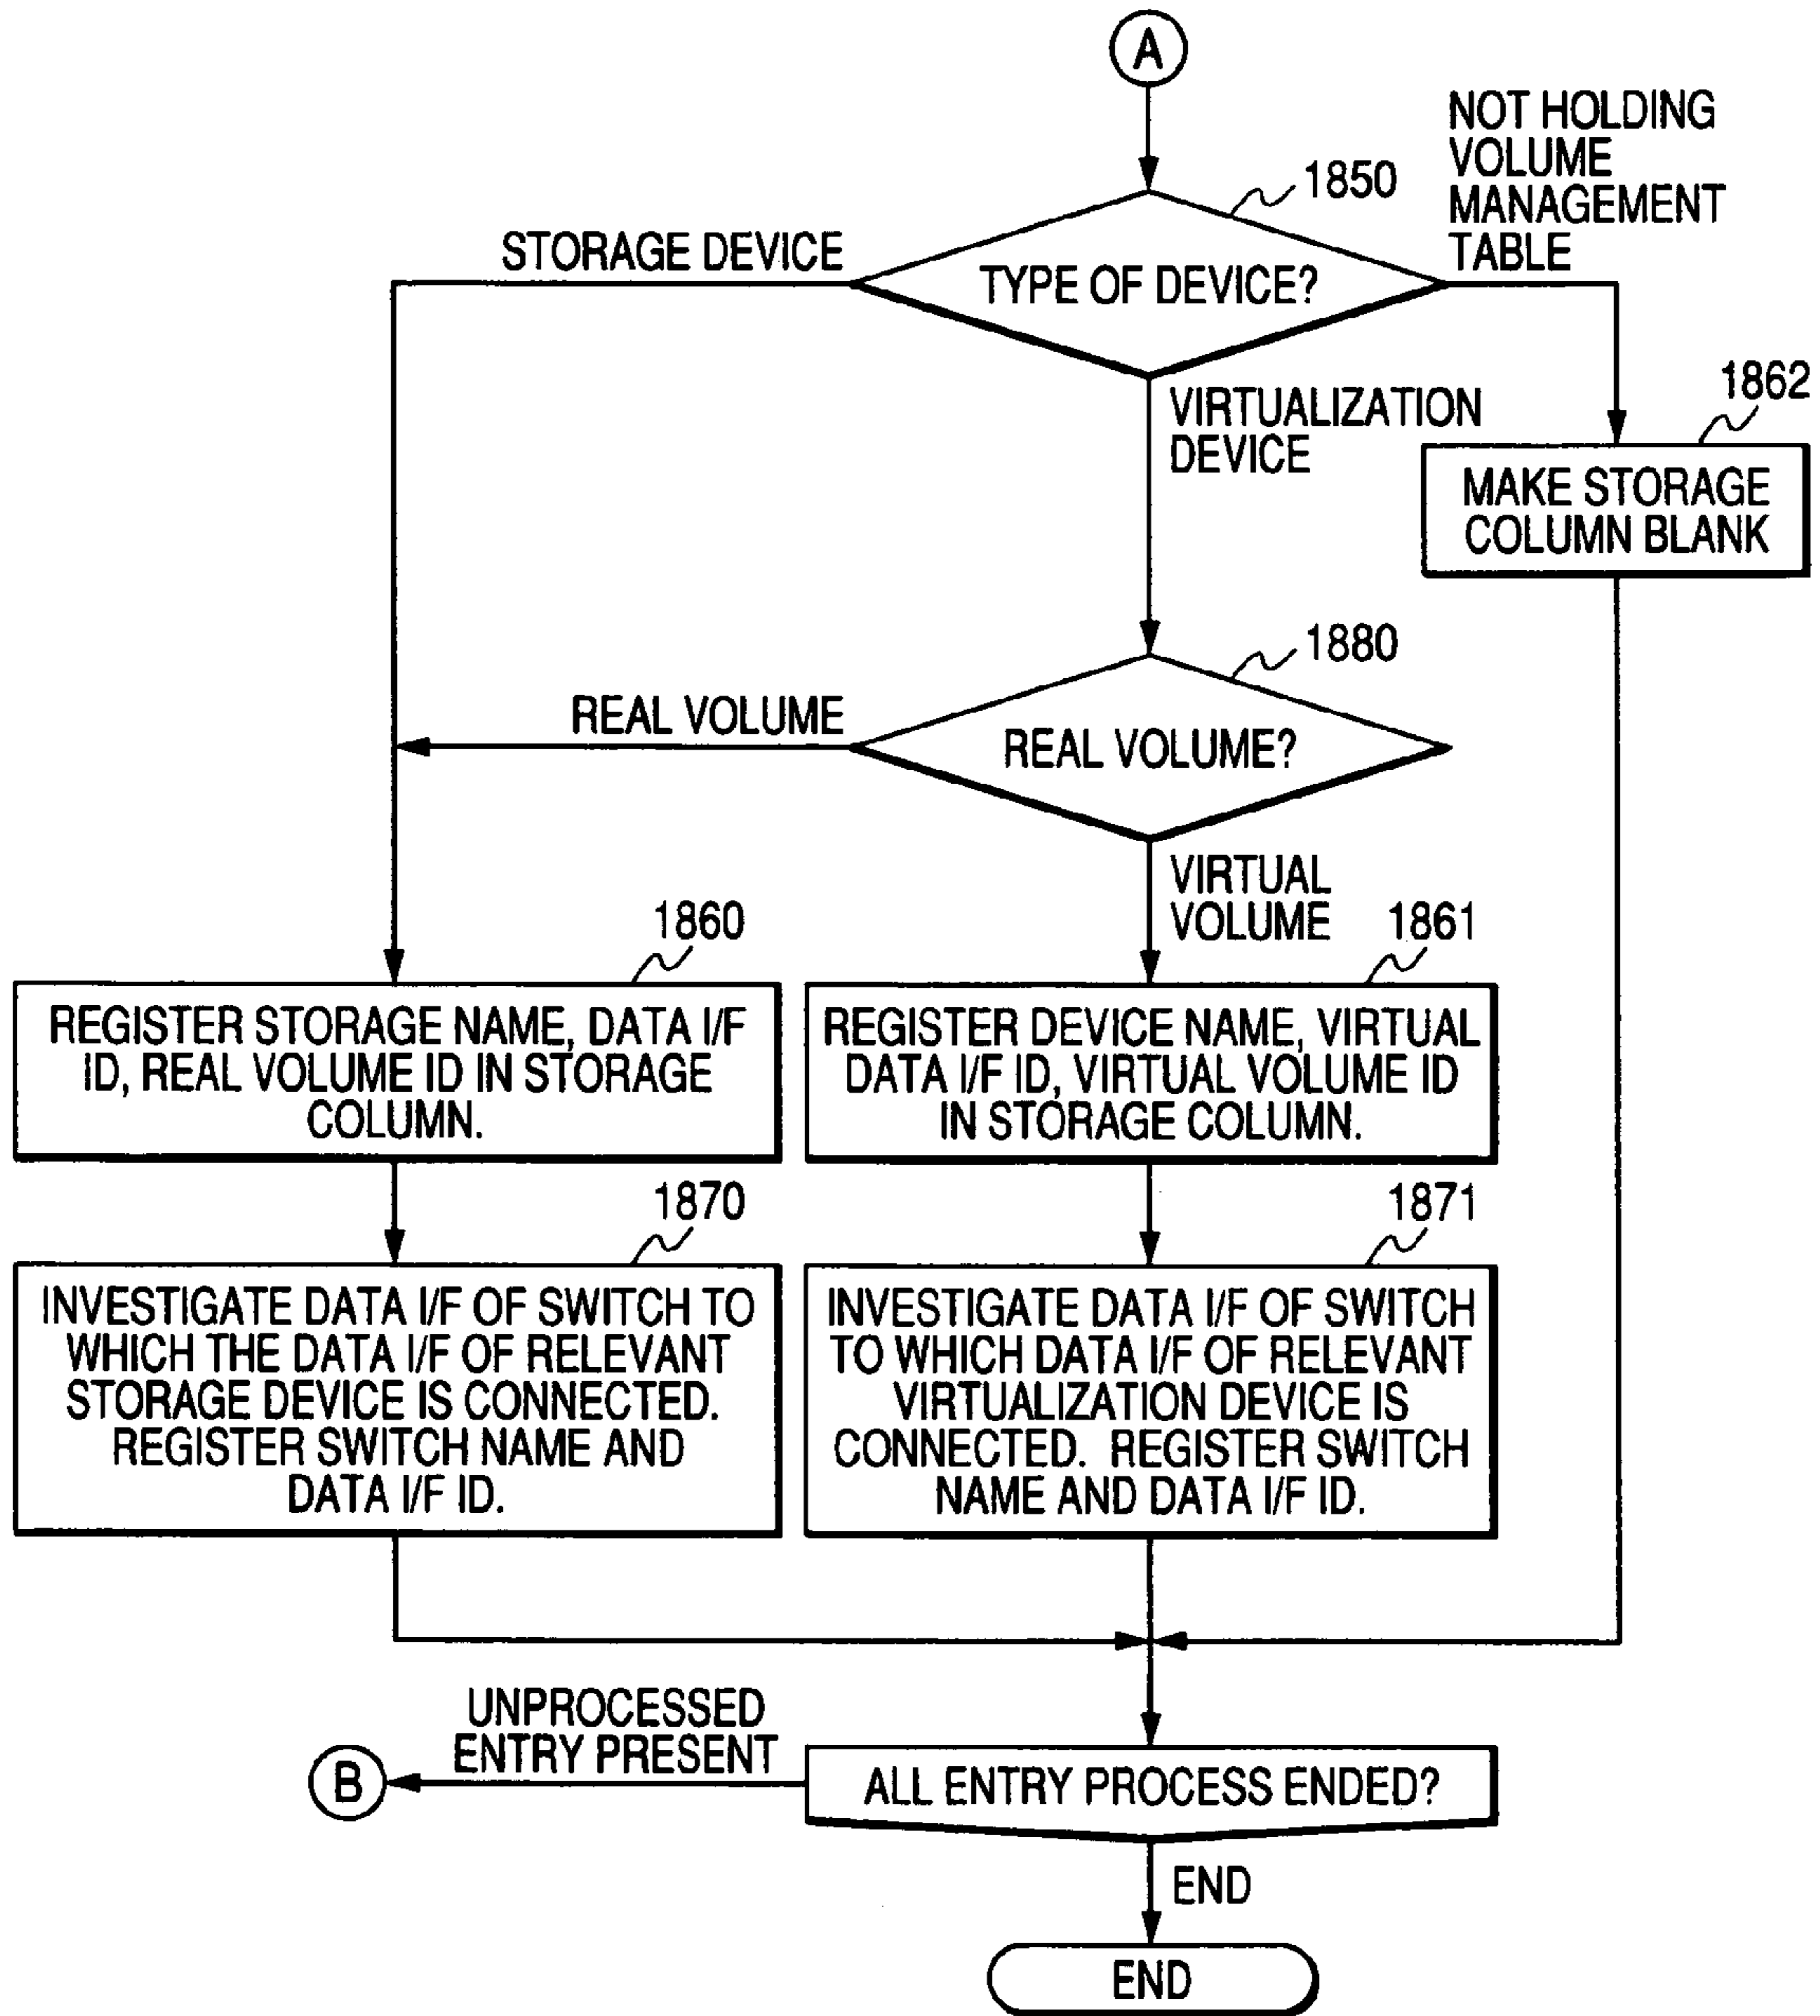 A
NOT HOLDING
VOLUME
MANAGEMENT
TABLE
1850
STORAGE DEVICE
TYPE OF DEVICE?
1862
VIRTUALIZATION
DEVICE
MAKE STORAGE
COLUMN BLANK
1880
REAL VOLUME
REAL VOLUME?
VIRTUAL
VOLUME
1860
1861
REGISTER STORAGE NAME, DATA I/F
ID, REAL VOLUME ID IN STORAGE
COLUMN.
REGISTER DEVICE NAME, VIRTUAL
DATA I/F ID, VIRTUAL VOLUME ID
IN STORAGE COLUMN.
1870
1871
INVESTIGATE DATA I/F OF SWITCH TO
WHICH THE DATA I/F OF RELEVANT
STORAGE DEVICE IS CONNECTED.
REGISTER SWITCH NAME AND
DATA I/F ID.
INVESTIGATE DATA I/F OF SWITCH
TO WHICH DATA I/F OF RELEVANT
VIRTUALIZATION DEVICE IS
CONNECTED. REGISTER SWITCH
NAME AND DATA I/F ID.
UNPROCESSED
ENTRY PRESENT
B
ALL ENTRY PROCESS ENDED?
END
END